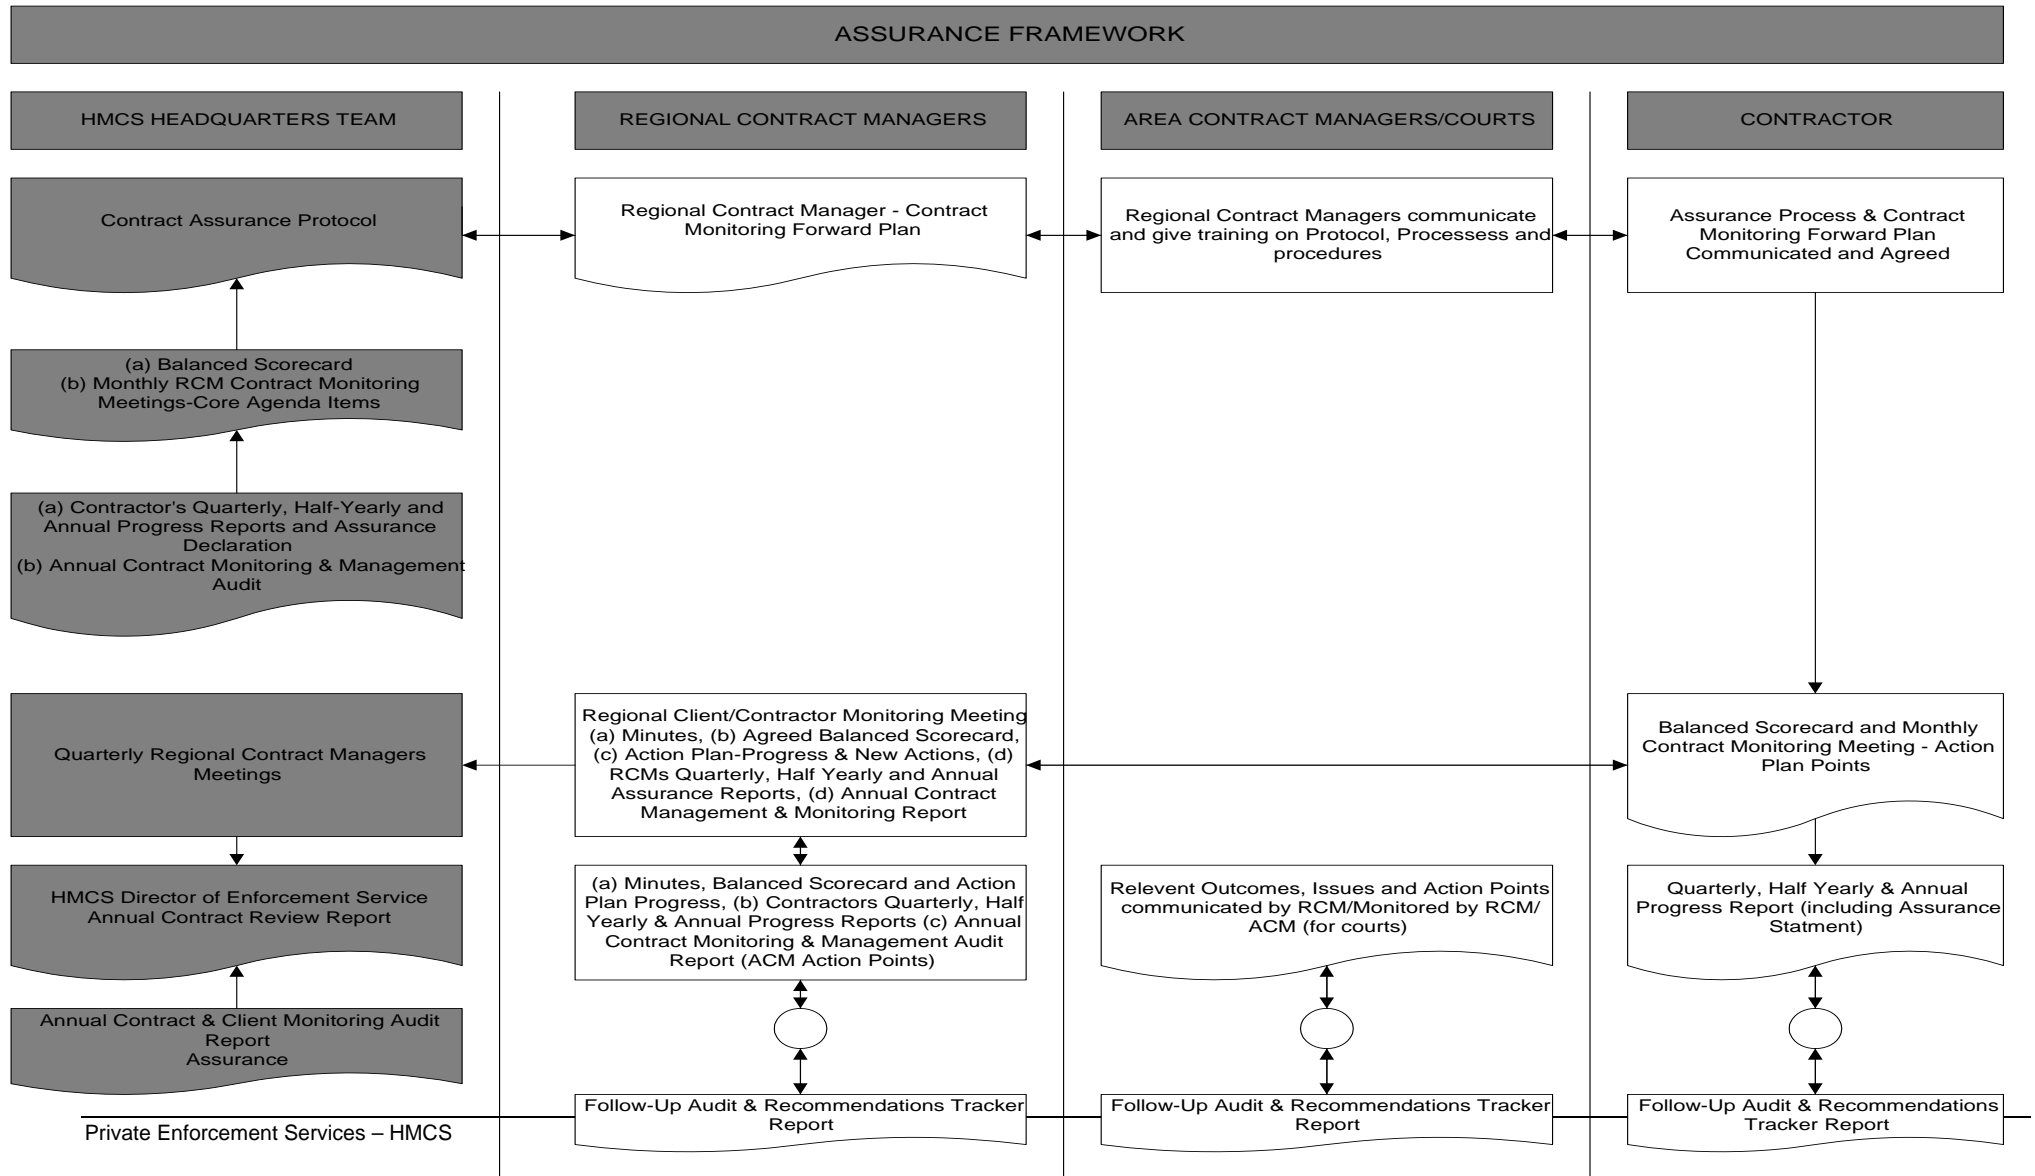 ASSURANCE FRAMEWORK
HMCS HEADQUARTERS TEAM
REGIONAL CONTRACT MANAGERS
AREA CONTRACT MANAGERS/COURTS
CONTRACTOR
Contract Assurance Protocol
Regional Contract Manager - Contract
Monitoring Forward Plan
Regional Contract Managers communicate
and give training on Protocol, Processess and
procedures
Assurance Process & Contract
Monitoring Forward Plan
Communicated and Agreed
(a) Balanced Scorecard
(b) Monthly RCM Contract Monitoring
Meetings-Core Agenda Items
(a) Contractor's Quarterly, Half-Yearly and
Annual Progress Reports and Assurance
Declaration
(b) Annual Contract Monitoring & Management
Audit
Quarterly Regional Contract Managers
Meetings
Regional Client/Contractor Monitoring Meeting
(a) Minutes, (b) Agreed Balanced Scorecard,
(c) Action Plan-Progress & New Actions, (d)
RCMs Quarterly, Half Yearly and Annual
Assurance Reports, (d) Annual Contract
Management & Monitoring Report
Balanced Scorecard and Monthly
Contract Monitoring Meeting - Action
Plan Points
HMCS Director of Enforcement Service
Annual Contract Review Report
(a) Minutes, Balanced Scorecard and Action
Plan Progress, (b) Contractors Quarterly, Half
Yearly & Annual Progress Reports (c) Annual
Contract Monitoring & Management Audit
Report (ACM Action Points)
Relevent Outcomes, Issues and Action Points
communicated by RCM/Monitored by RCM/
ACM (for courts)
Quarterly, Half Yearly & Annual
Progress Report (including Assurance
Statment)
Annual Contract & Client Monitoring Audit
Report
Assurance
Follow-Up Audit & Recommendations Tracker
Report
Follow-Up Audit & Recommendations Tracker
Report
Follow-Up Audit & Recommendations
Tracker Report
Private Enforcement Services – HMCS